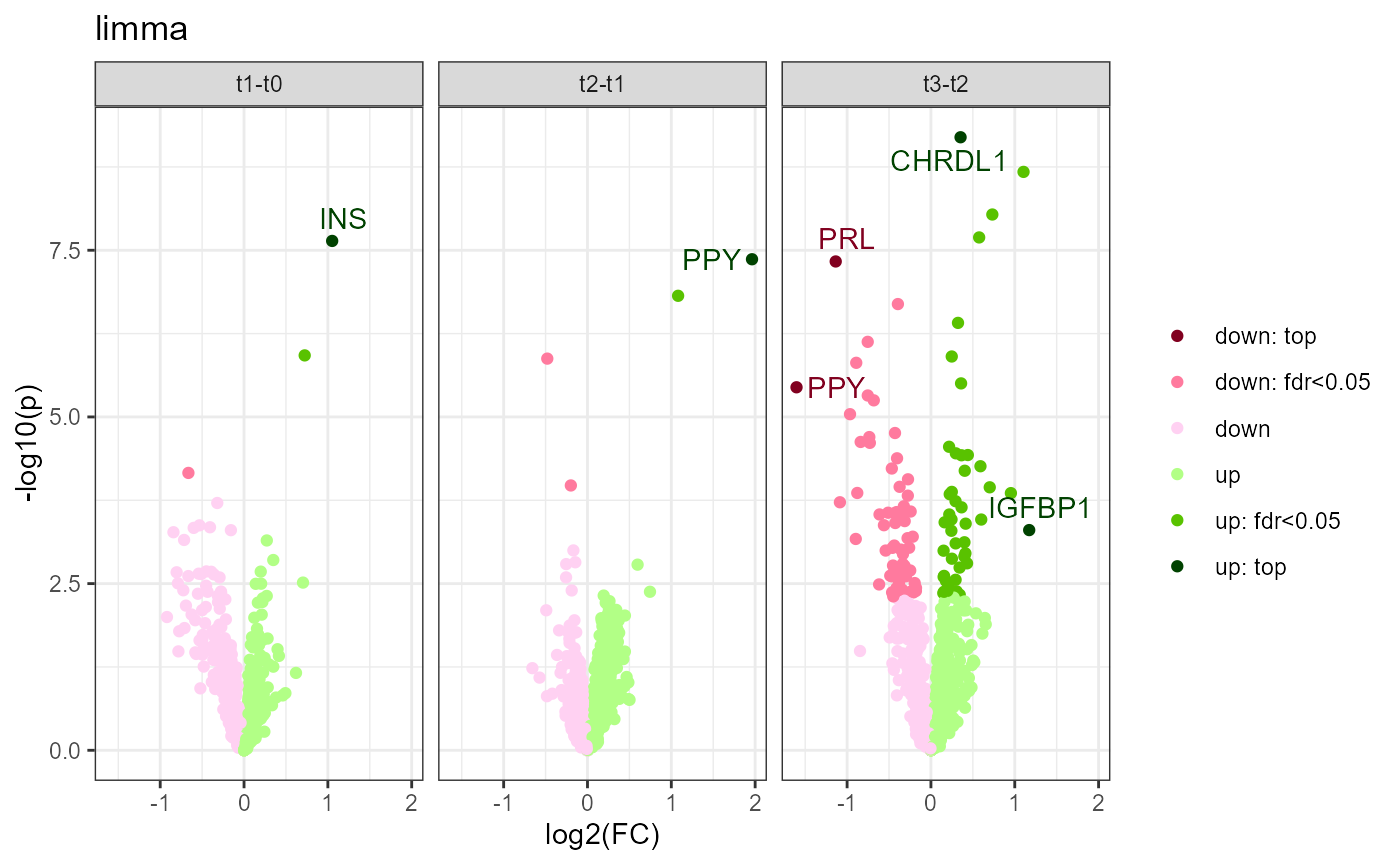 limma
t1-t0
t2-t1
t3-t2
CHRDL1
INS
PRL
PPY
PPY
IGFBP1
7.5
5.0
2.5
0.0
-log10(p)
-1 0 1 2
-1 0 1 2
-1 0 1 2
log2(FC)
down: top
down: fdr<0.05
down
up
up: fdr<0.05
up: top